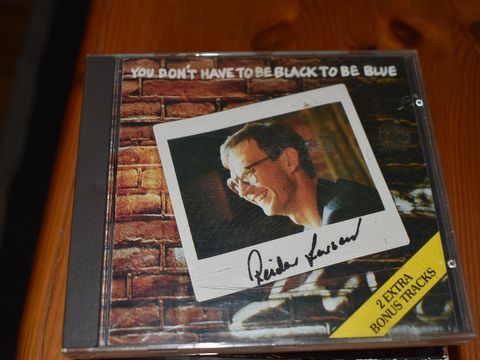 YOU DON'T HAVE TO BE BLACK TO BE BLUE
Reidar Larsen
2 EXTRA
BONUS TRACKS